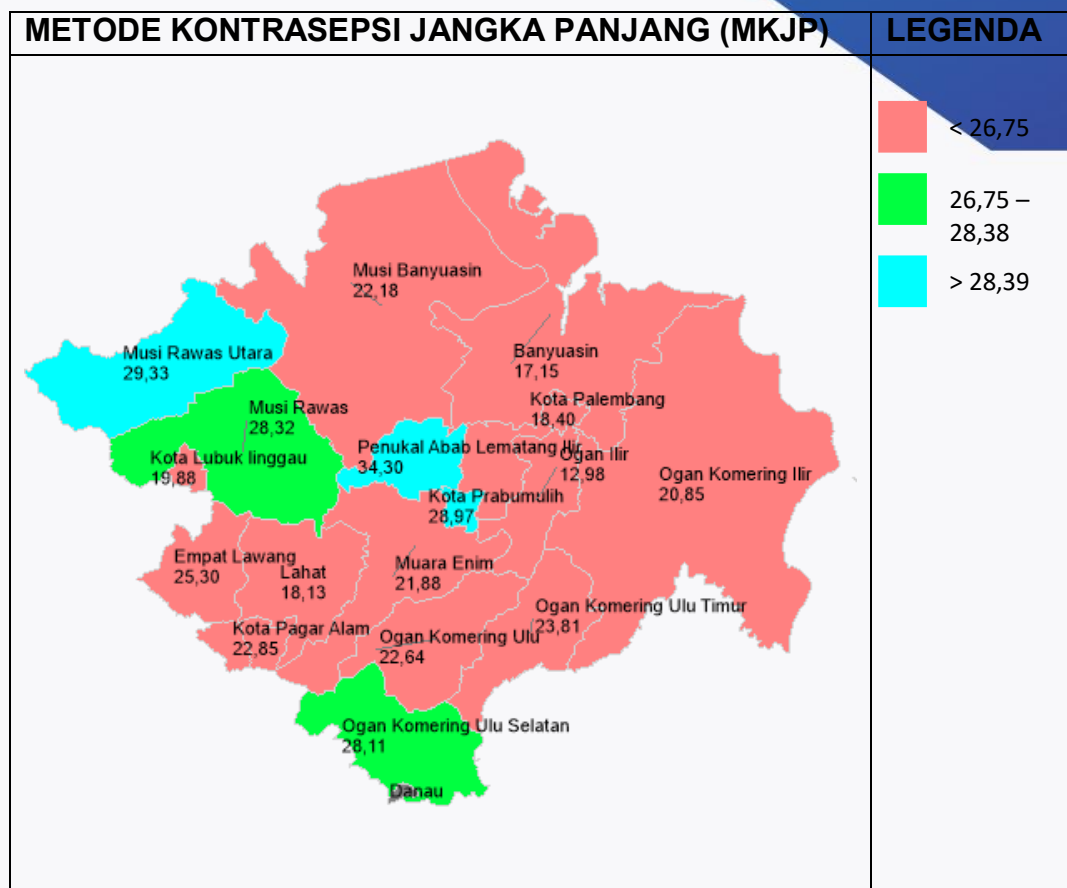 METODE KONTRASEPSI JANGKA PANJANG (MKJP)
LEGENDA
< 26,75
26,75 –
28,38
> 28,39
Musi Banyuasin
22,18
Musi Rawas Utara
29,33
Banyuasin
17,15
Kota Palembang
18,40
Musi Rawas
28,32
Kota Lubuk linggau
19,88
Penukal Abab Lematang Ilir
34,30
Ogan Ilir
12,98
Ogan Komering Ilir
20,85
Kota Prabumulih
28,97
Empat Lawang
25,30
Lahat
18,13
Muara Enim
21,88
Ogan Komering Ulu Timur
23,81
Kota Pagar Alam
22,85
Ogan Komering Ulu
22,64
Ogan Komering Ulu Selatan
28,11
Danau